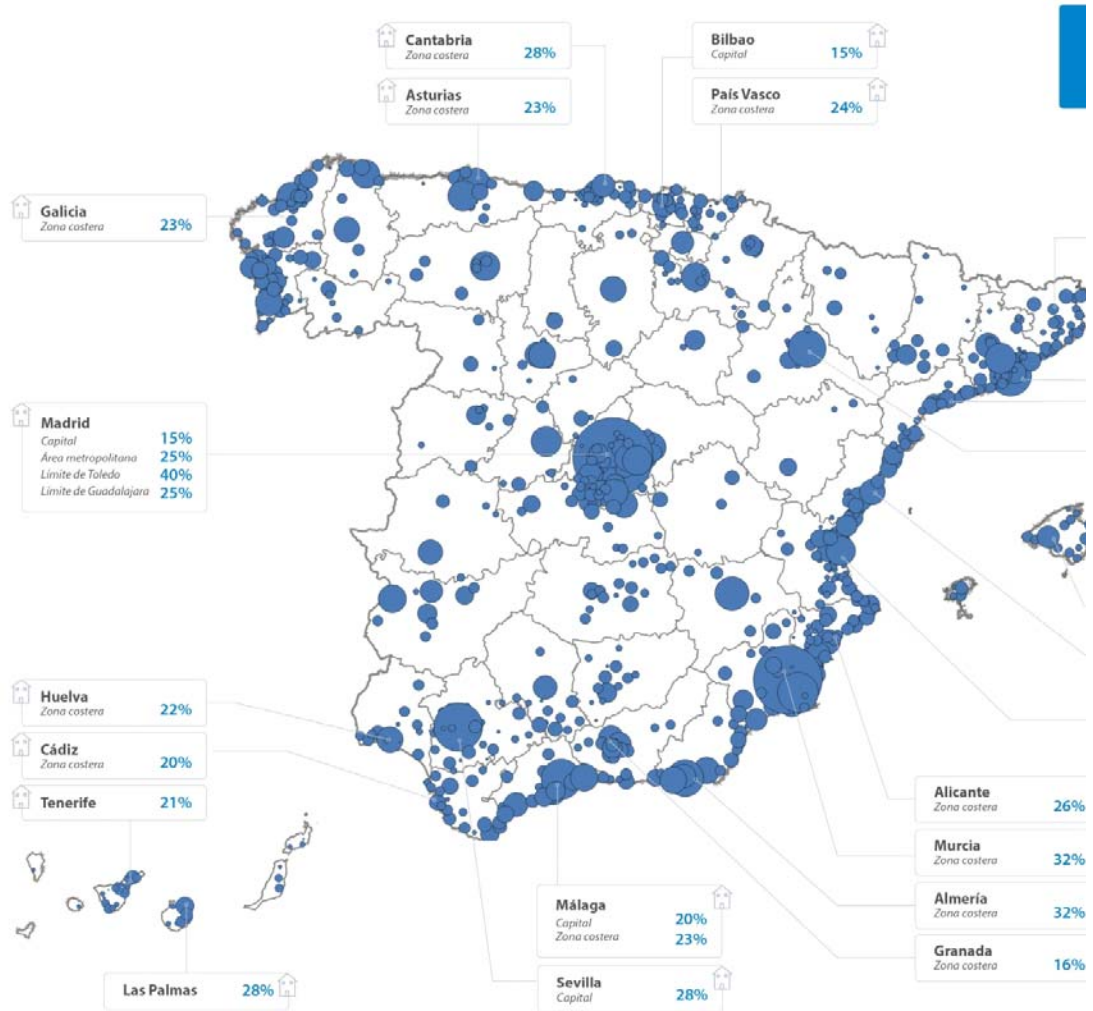 Cantabria
Zona costera 28%
Asturias
Zona costera 23%
Bilbao
Capital 15%
País Vasco
Zona costera 24%
Galicia
Zona costera 23%
Madrid
Capital 15%
Área metropolitana 25%
Límite de Toledo 40%
Límite de Guadalajara 25%
Huelva
Zona costera 22%
Cádiz
Zona costera 20%
Tenerife 21%
Las Palmas 28%
Málaga
Capital 20%
Zona costera 23%
Sevilla
Capital 28%
Alicante
Zona costera 26%
Murcia
Zona costera 32%
Almería
Zona costera 32%
Granada
Zona costera 16%